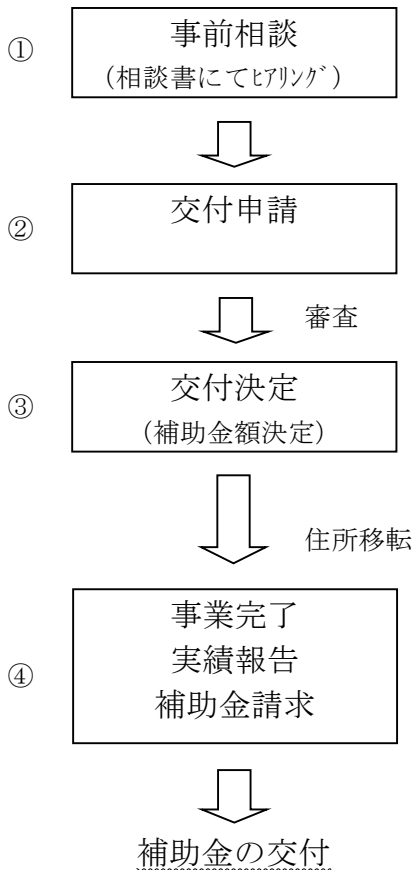 ①
事前相談
(相談書にてﾋｱﾘﾝｸﾞ)
②
交付申請
審査
③
交付決定
(補助金額決定)
住所移転
④
事業完了
実績報告
補助金請求
補助金の交付